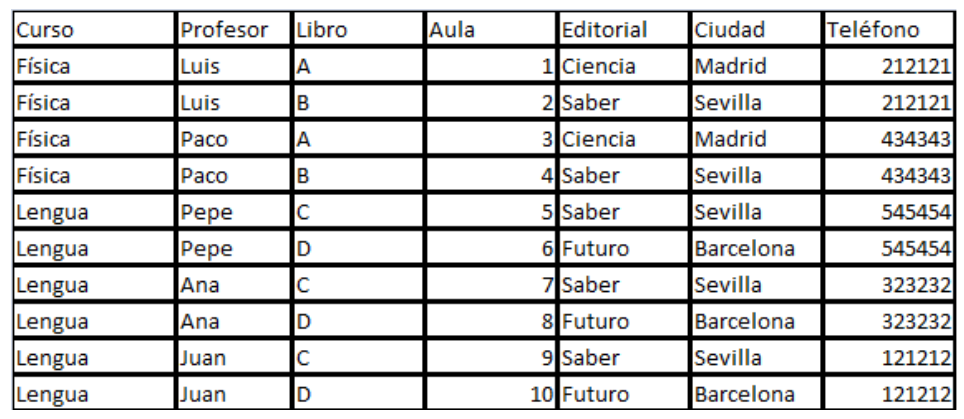 Curso Profesor Libro Aula Editorial Ciudad Teléfono
Física Luis A 1 Ciencia Madrid 212121
Física Luis B 2 Saber Sevilla 212121
Física Paco A 3 Ciencia Madrid 434343
Física Paco B 4 Saber Sevilla 434343
Lengua Pepe C 5 Saber Sevilla 545454
Lengua Pepe D 6 Futuro Barcelona 545454
Lengua Ana C 7 Saber Sevilla 323232
Lengua Ana D 8 Futuro Barcelona 323232
Lengua Juan C 9 Saber Sevilla 121212
Lengua Juan D 10 Futuro Barcelona 121212